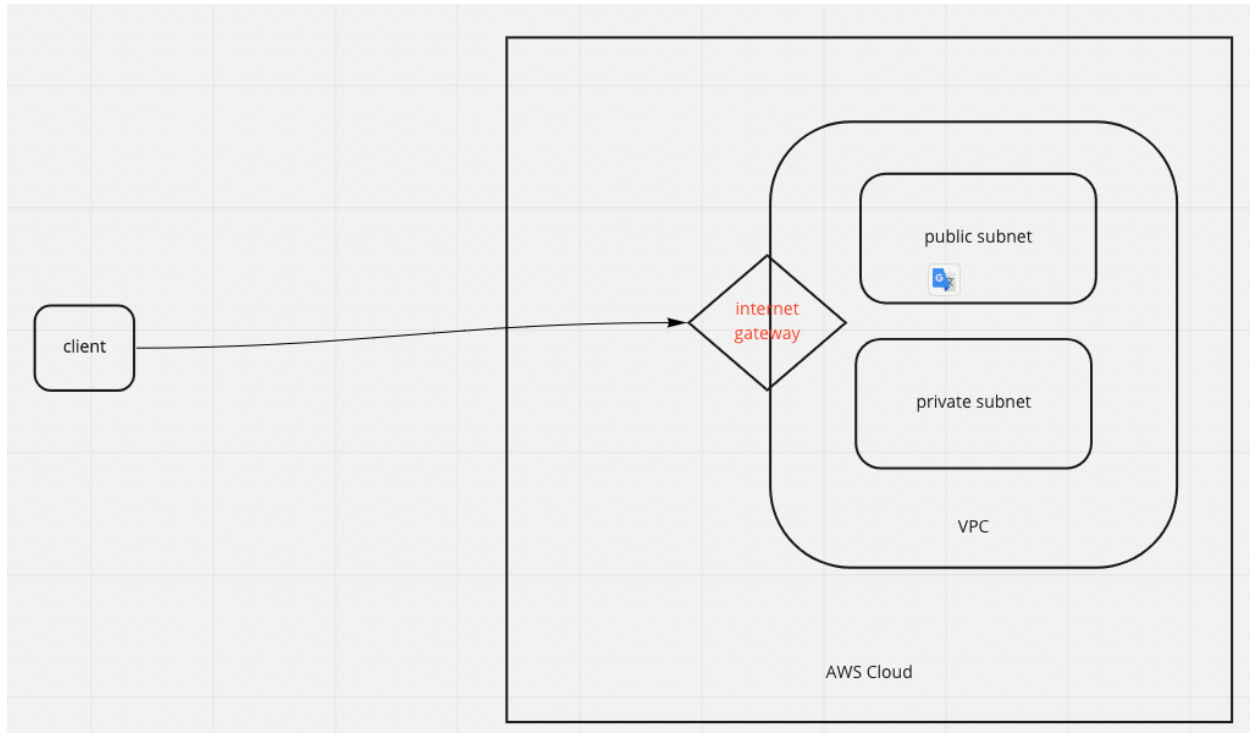 public subnet
internet
gateway
client
private subnet
VPC
AWS Cloud